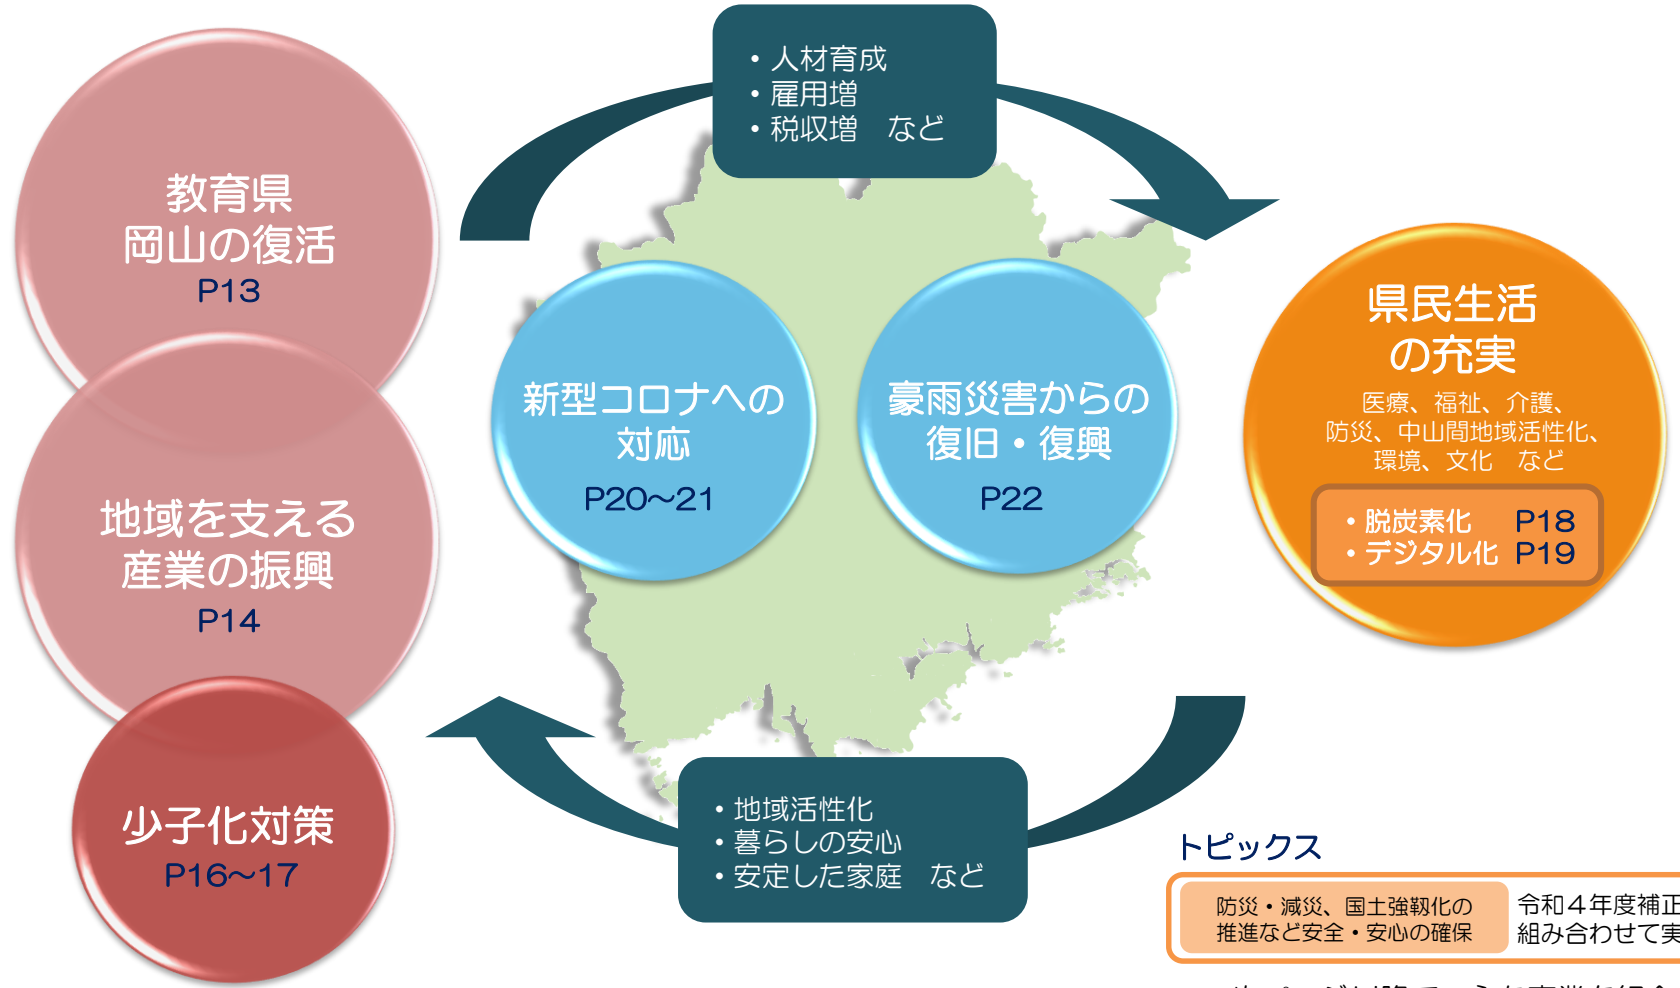 ・人材育成
・雇用増
・税収増　など
教育県
岡山の復活
P13
地域を支える
産業の振興
P14
少子化対策
P16～17
新型コロナへの
対応
P20～21
豪雨災害からの
復旧・復興
P22
県民生活
の充実
医療、福祉、介護、
防災、中山間地域活性化、
環境、文化　など
・脱炭素化　P18
・デジタル化　P19
・地域活性化
・暮らしの安心
・安定した家庭　など
トピックス
防災・減災、国土強靱化の
推進など安全・安心の確保
令和４年度補正
組み合わせて実